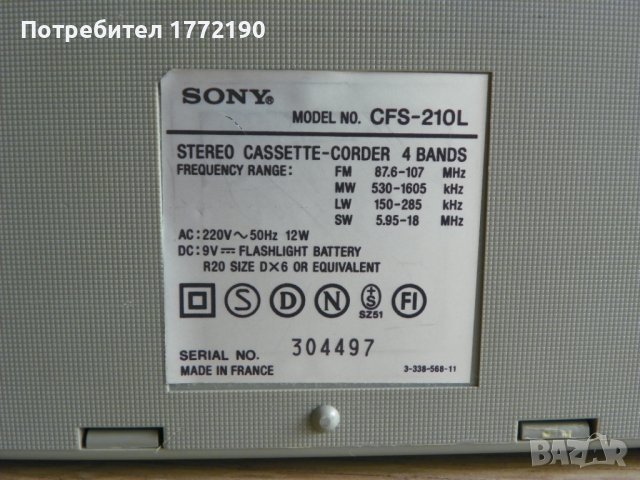 Потребител 1772190
SONY®
MODEL NO. CFS-210L
STEREO CASSETTE-CORDER 4 BANDS
FREQUENCY RANGE: FM 87.6-107 MHz
MW 530-1605 kHz
LW 150-285 kHz
SW 5.95-18 MHz
AC:220V~50Hz 12W
DC:9V⎓FLASHLIGHT BATTERY
R20 SIZE D×6 OR EQUIVALENT
S D N S FI
SZ51
SERIAL NO. 304497
MADE IN FRANCE 3-338-568-11
BAZAR